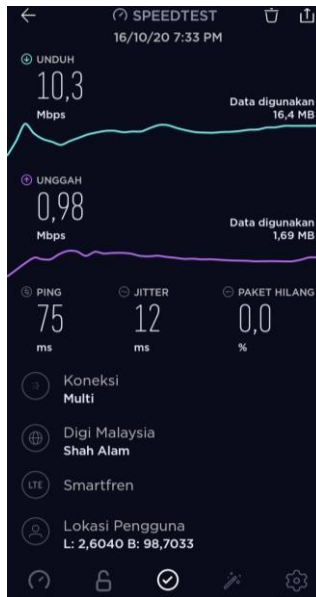 SPEEDTEST
16/10/20 7:33 PM
UNDUH
10,3
Mbps
Data digunakan
16,4 MB
UNGGAH
0,98
Mbps
Data digunakan
1,69 MB
PING JITTER PAKET HILANG
75 12 0,0
ms ms %
Koneksi
Multi
Digi Malaysia
Shah Alam
LTE Smartfren
Lokasi Pengguna
L: 2,6040 B: 98,7033